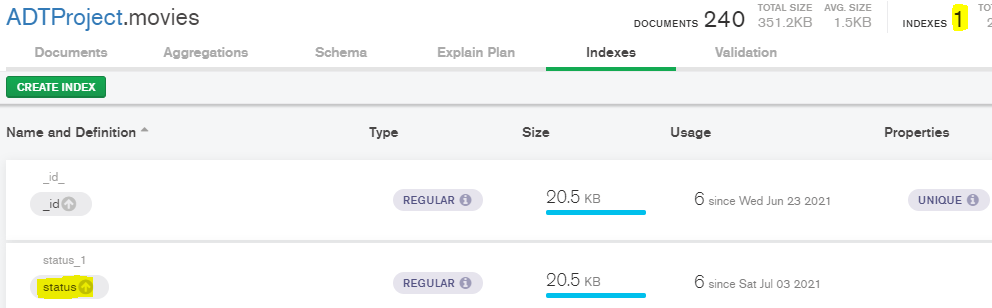 ADTProject.movies
DOCUMENTS 240 TOTAL SIZE 351.2KB AVG. SIZE 1.5KB INDEXES 1 TO 2
Documents Aggregations Schema Explain Plan Indexes Validation
CREATE INDEX
Name and Definition Type Size Usage Properties
_id_
_id REGULAR 20.5 KB 6 since Wed Jun 23 2021 UNIQUE
status_1
status REGULAR 20.5 KB 6 since Sat Jul 03 2021